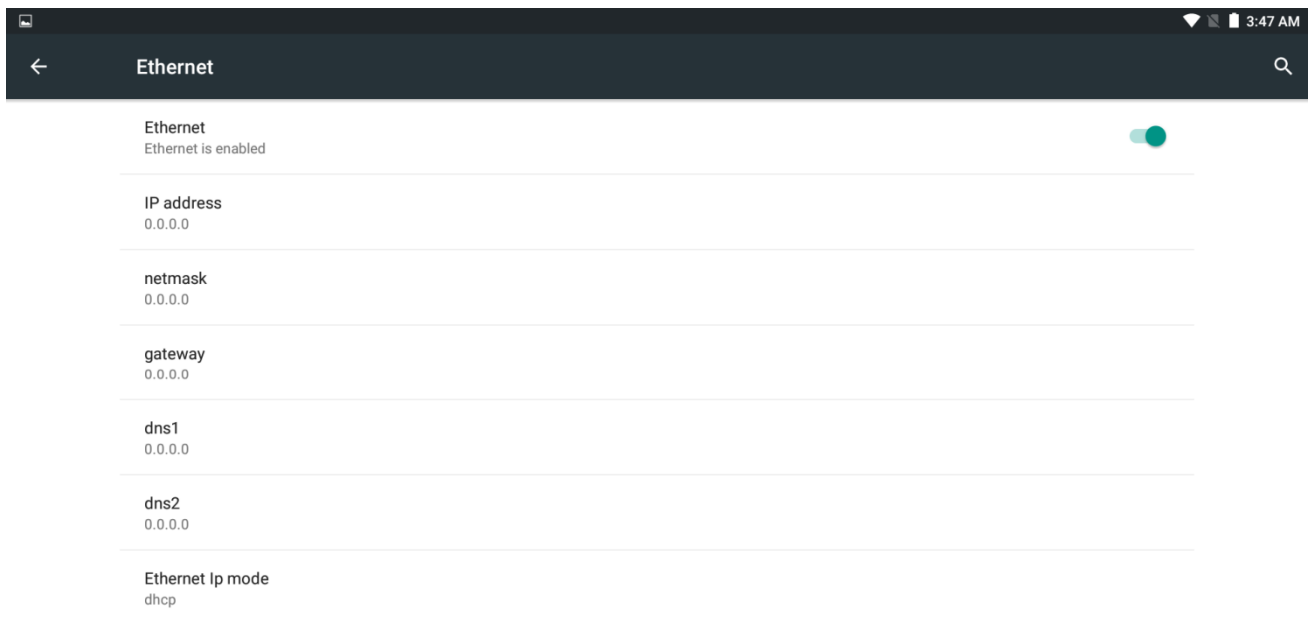 3:47 AM
Ethernet
Ethernet
Ethernet is enabled
IP address
0.0.0.0
netmask
0.0.0.0
gateway
0.0.0.0
dns1
0.0.0.0
dns2
0.0.0.0
Ethernet Ip mode
dhcp